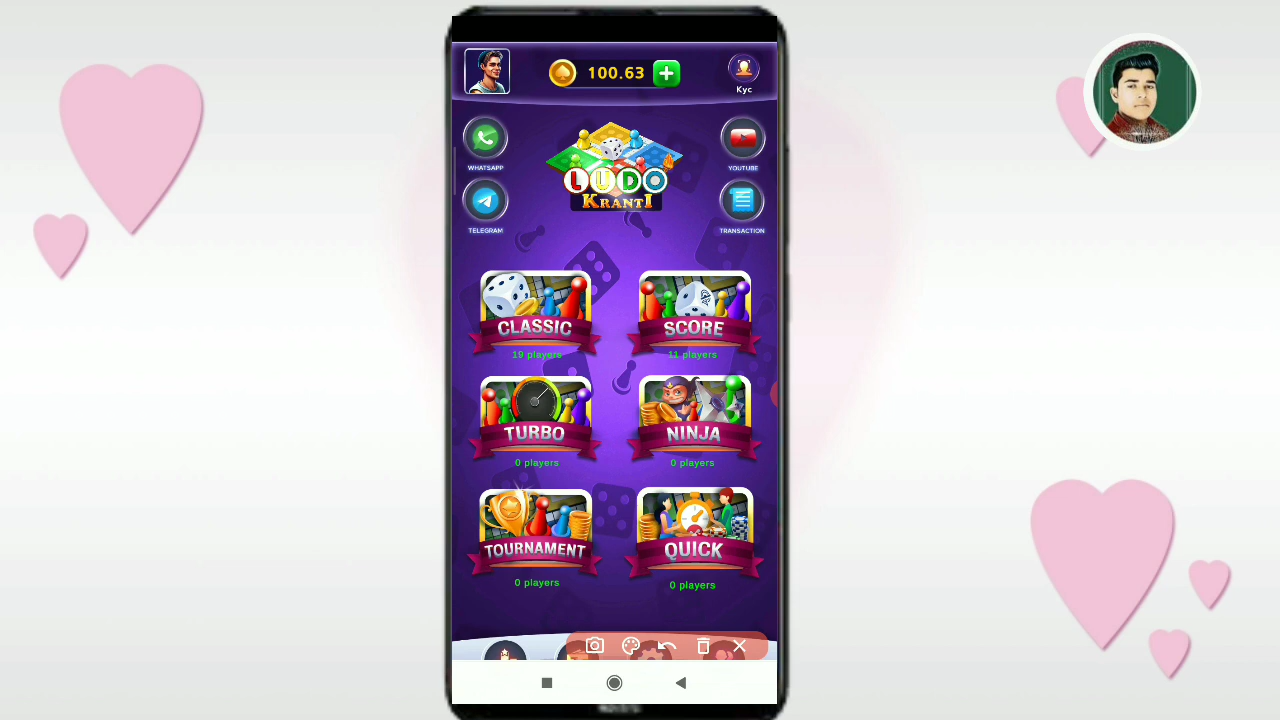 100.63
Kyc
WHATSAPP
YOUTUBE
LUDO
KRANTI
TELEGRAM
TRANSACTION
CLASSIC
SCORE
19 players
11 players
TURBO
NINJA
0 players
0 players
TOURNAMENT
QUICK
0 players
0 players